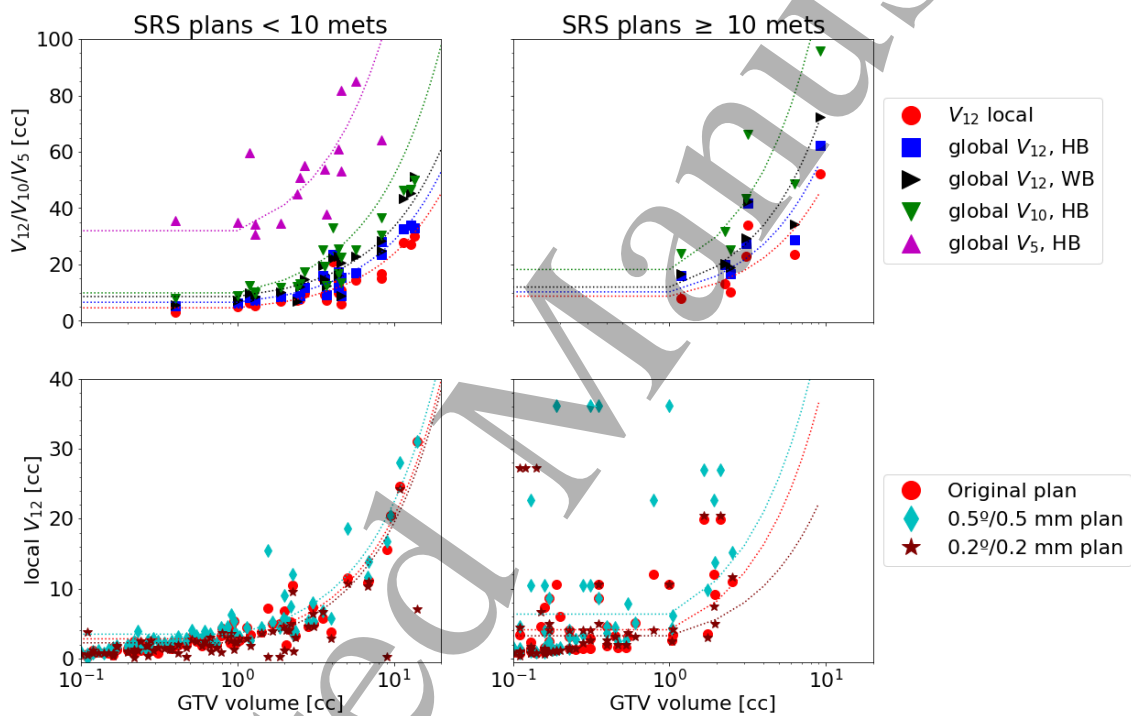 SRS plans < 10 mets
SRS plans ≥ 10 mets
100
80
60
40
20
0
V₁₂/V₁₀/V₅ [cc]
V₁₂ local
global V₁₂, HB
global V₁₂, WB
global V₁₀, HB
global V₅, HB
40
30
20
10
0
local V₁₂ [cc]
10⁻¹
10⁰
10¹
GTV volume [cc]
10⁻¹
10⁰
10¹
GTV volume [cc]
Original plan
0.5º/0.5 mm plan
0.2º/0.2 mm plan
ted Manus